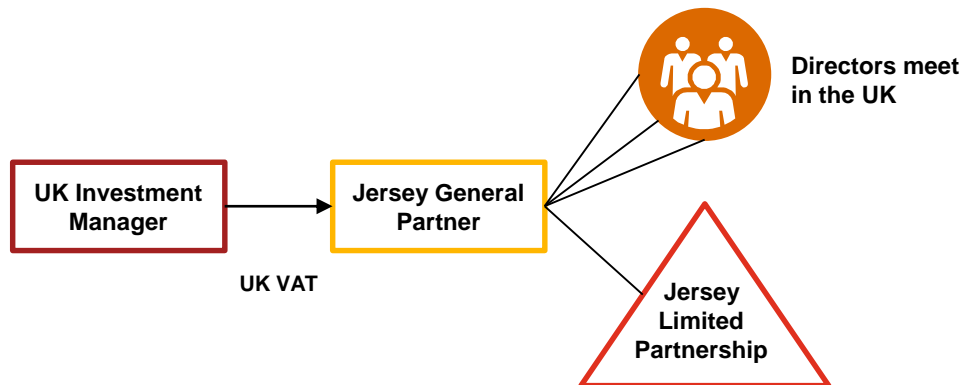 Directors meet
in the UK
UK Investment
Manager
Jersey General
Partner
UK VAT
Jersey
Limited
Partnership